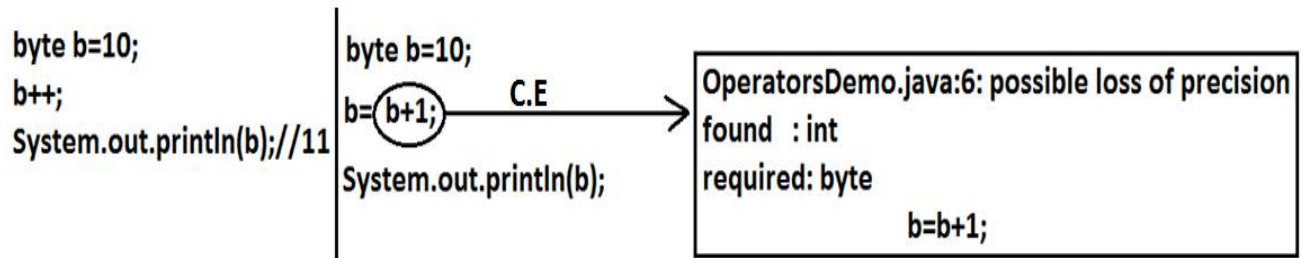 byte b=10;
b++;
System.out.println(b);//11
byte b=10;
b=b+1;
System.out.println(b);
C.E
OperatorsDemo.java:6: possible loss of precision
found : int
required: byte
b=b+1;